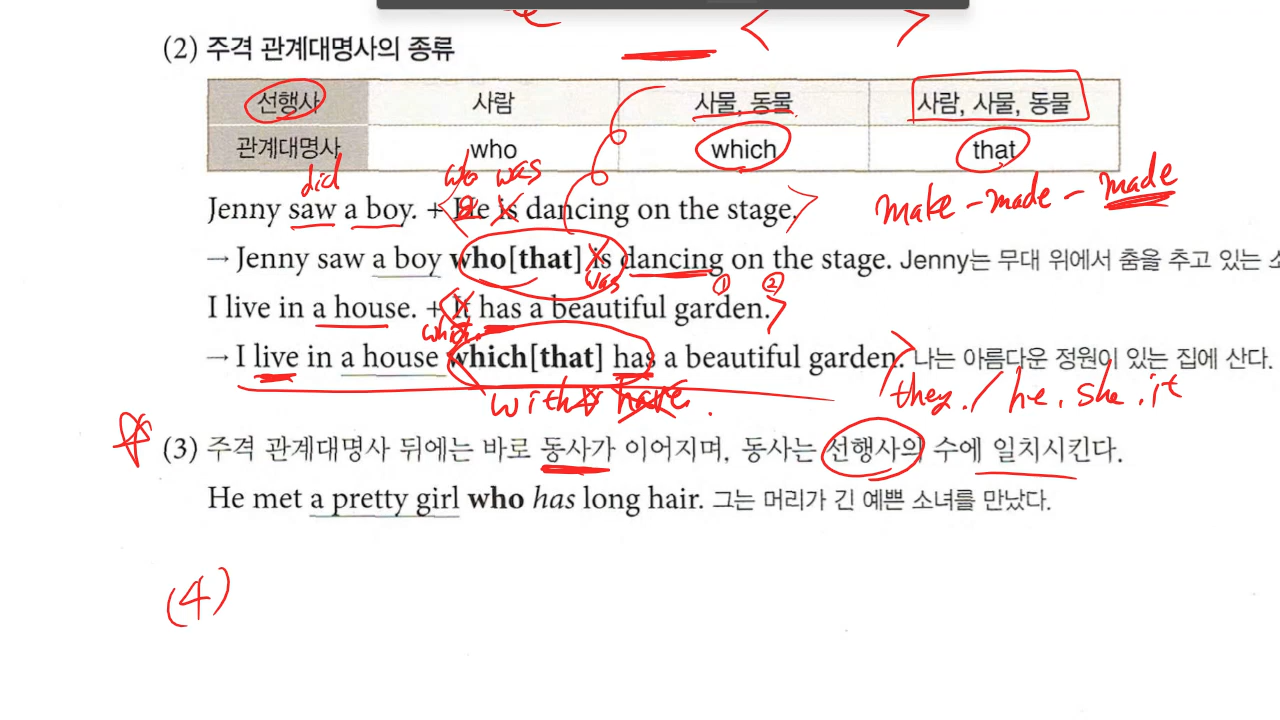 (2) 주격 관계대명사의 종류
선행사 사람 사물, 동물 사람, 사물, 동물
관계대명사 who which that
did who was
make - made - made
Jenny saw a boy. + He is dancing on the stage.
→ Jenny saw a boy who[that] is dancing on the stage. Jenny는 무대 위에서 춤을 추고 있는
was ① ②
I live in a house. + It has a beautiful garden.
which
→ I live in a house which[that] has a beautiful garden. 나는 아름다운 정원이 있는 집에 산다.
with have. they. / he, she, it
(3) 주격 관계대명사 뒤에는 바로 동사가 이어지며, 동사는 선행사의 수에 일치시킨다.
He met a pretty girl who has long hair. 그는 머리가 긴 예쁜 소녀를 만났다.
(4)